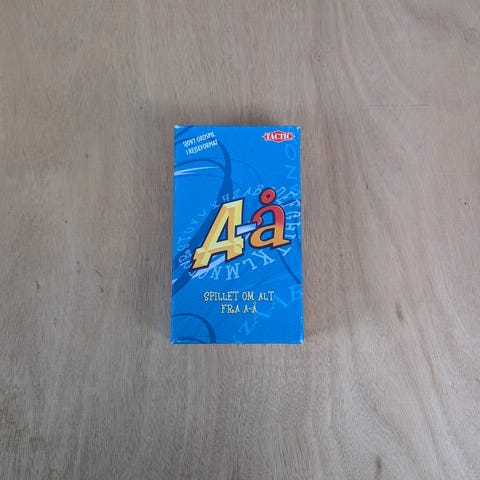 SJOVT ORDSPIL
I REJSEFORMAT
TACTIC
A-å
SPILLET OM ALT
FRA A-Å